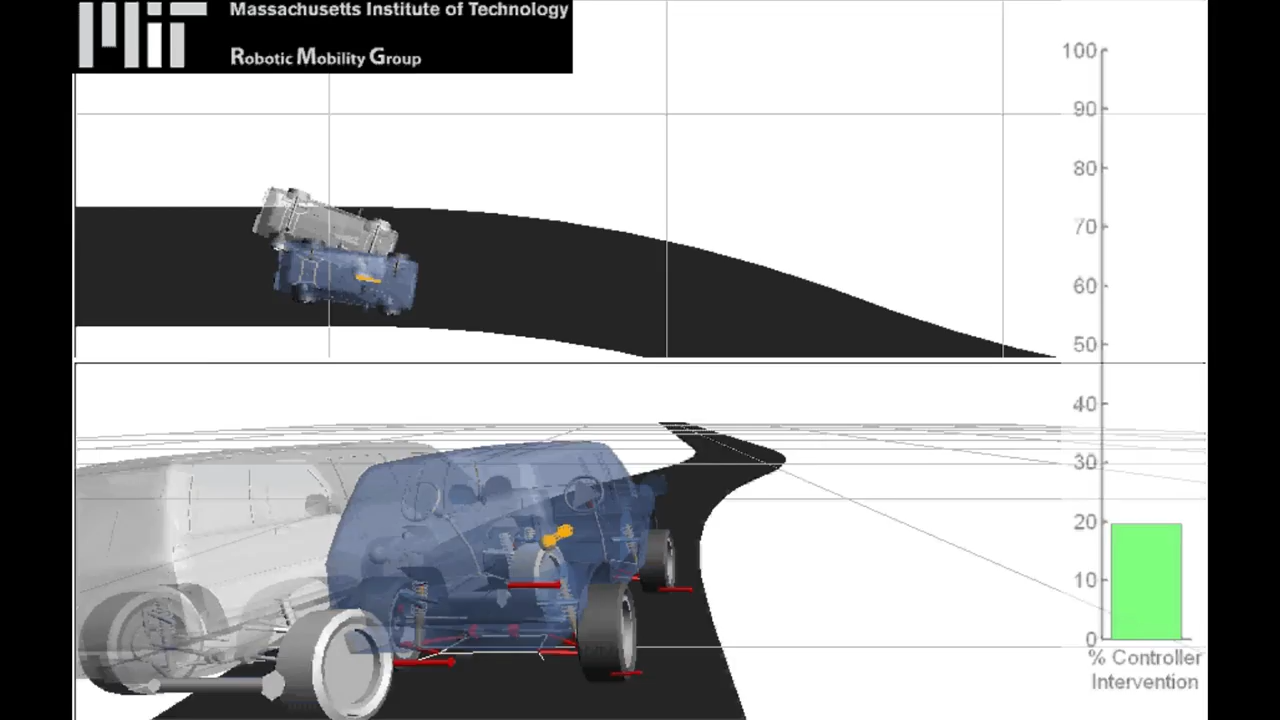 MIT
Massachusetts Institute of Technology
Robotic Mobility Group
100
90
80
70
60
50
40
30
20
10
0
% Controller
Intervention